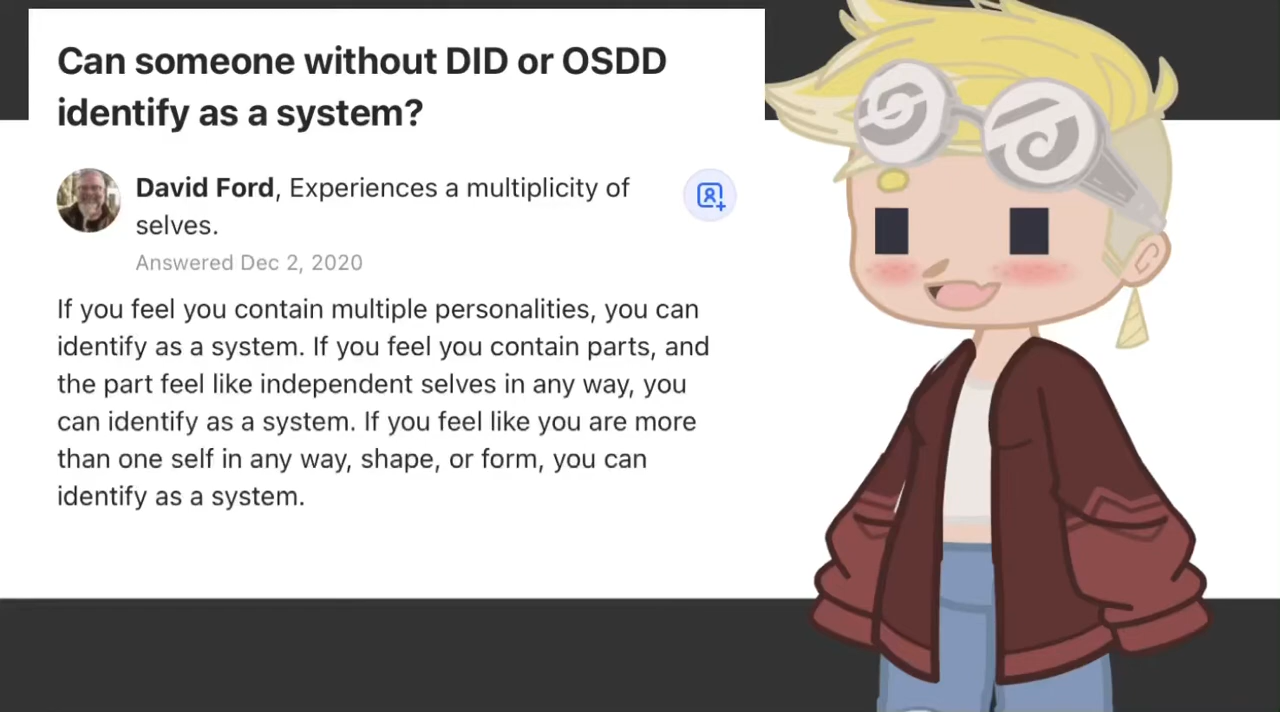 Can someone without DID or OSDD
identify as a system?
David Ford, Experiences a multiplicity of
selves.
Answered Dec 2, 2020
If you feel you contain multiple personalities, you can
identify as a system. If you feel you contain parts, and
the part feel like independent selves in any way, you
can identify as a system. If you feel like you are more
than one self in any way, shape, or form, you can
identify as a system.